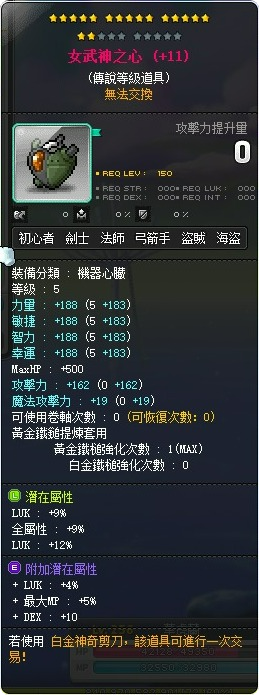 女武神之心 (+11)
(傳說等級道具)
無法交換
攻擊力提升量
0
REQ LEV : 150
REQ STR : 000 REQ LUK : 000
REQ DEX : 000 REQ INT : 000
0 0 % 0 %
初心者 劍士 法師 弓箭手 盜賊 海盜
裝備分類 : 機器心臟
等級 : 5
力量 : +188 (5 +183)
敏捷 : +188 (5 +183)
智力 : +188 (5 +183)
幸運 : +188 (5 +183)
MaxHP : +500
攻擊力 : +162 (0 +162)
魔法攻擊力 : +19 (0 +19)
可使用卷軸次數 : 0 (可恢復次數: 0)
黃金鐵鎚提煉套用
黃金鐵鎚強化次數 : 1(MAX)
白金鎚強化次數 : 0
L 潛在屬性
LUK : +9%
全屬性 : +9%
LUK : +12%
E 附加潛在屬性
+ LUK : +4%
+ 最大MP : +5%
+ DEX : +10
若使用 白金神奇剪刀，該道具可進行一次交
易!